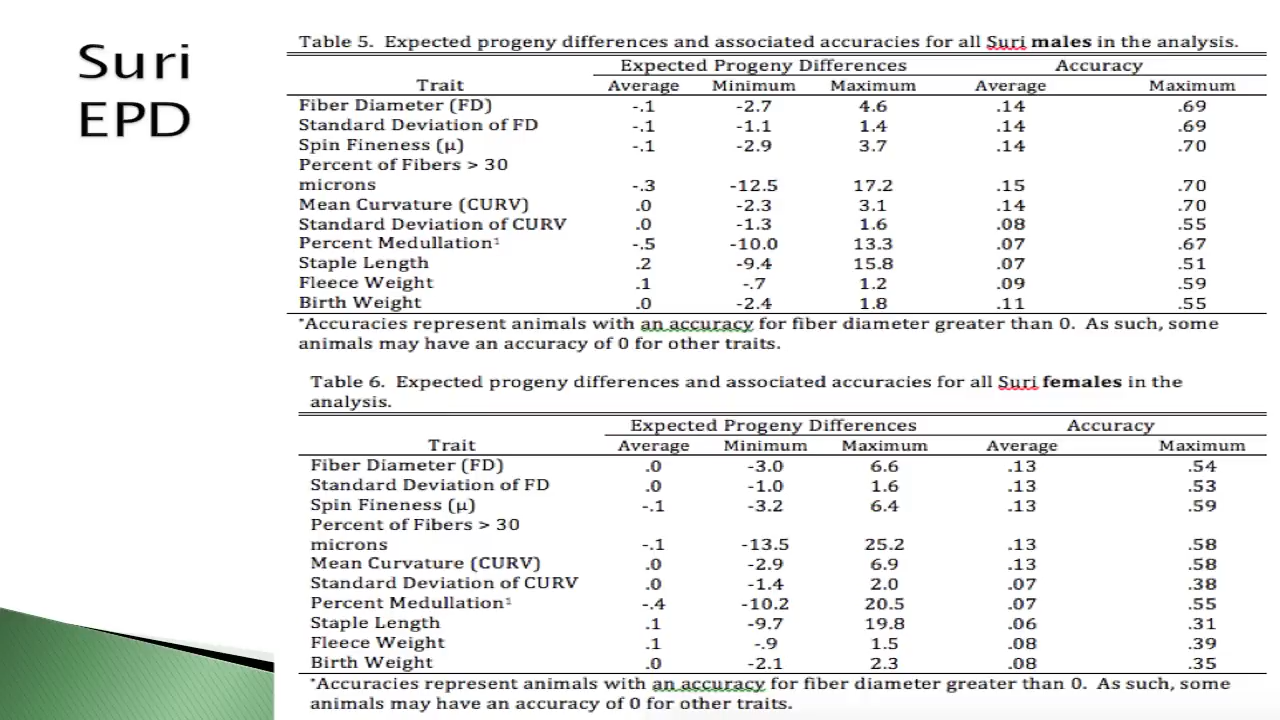 Suri
EPD
Table 5. Expected progeny differences and associated accuracies for all Suri males in the analysis.
Expected Progeny Differences Accuracy
Trait Average Minimum Maximum Average Maximum
Fiber Diameter (FD) -.1 -2.7 4.6 .14 .69
Standard Deviation of FD -.1 -1.1 1.4 .14 .69
Spin Fineness (μ) -.1 -2.9 3.7 .14 .70
Percent of Fibers > 30
microns -.3 -12.5 17.2 .15 .70
Mean Curvature (CURV) .0 -2.3 3.1 .14 .70
Standard Deviation of CURV .0 -1.3 1.6 .08 .55
Percent Medullation¹ -.5 -10.0 13.3 .07 .67
Staple Length .2 -9.4 15.8 .07 .51
Fleece Weight .1 -.7 1.2 .09 .59
Birth Weight .0 -2.4 1.8 .11 .55
*Accuracies represent animals with an accuracy for fiber diameter greater than 0. As such, some
animals may have an accuracy of 0 for other traits.
Table 6. Expected progeny differences and associated accuracies for all Suri females in the
analysis.
Expected Progeny Differences Accuracy
Trait Average Minimum Maximum Average Maximum
Fiber Diameter (FD) .0 -3.0 6.6 .13 .54
Standard Deviation of FD .0 -1.0 1.6 .13 .53
Spin Fineness (μ) -.1 -3.2 6.4 .13 .59
Percent of Fibers > 30
microns -.1 -13.5 25.2 .13 .58
Mean Curvature (CURV) .0 -2.9 6.9 .13 .58
Standard Deviation of CURV .0 -1.4 2.0 .07 .38
Percent Medullation¹ -.4 -10.2 20.5 .07 .55
Staple Length .1 -9.7 19.8 .06 .31
Fleece Weight .1 -.9 1.5 .08 .39
Birth Weight .0 -2.1 2.3 .08 .35
*Accuracies represent animals with an accuracy for fiber diameter greater than 0. As such, some
animals may have an accuracy of 0 for other traits.